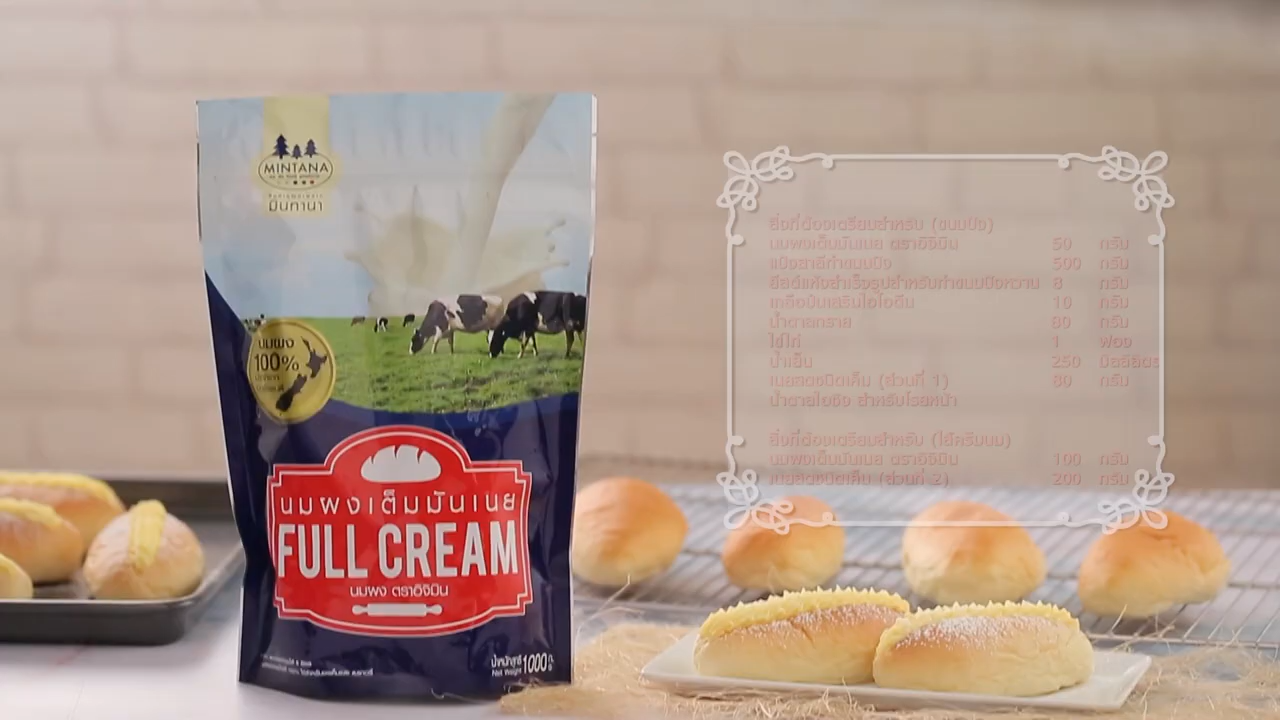 MINTANA
มินทานา
นมผง
100%
นมผงเต็มมันเนย
FULL CREAM
นมผง ตราอิจิมิน
น้ำหนักสุทธิ 1000 ก.
Net Weight g
สิ่งที่ต้องเตรียมสำหรับ (ขนมปัง)
นมผงเต็มมันเนย ตราอิจิมิน 50 กรัม
แป้งสาลีทำขนมปัง 500 กรัม
ยีสต์แห้งสำเร็จรูปสำหรับทำขนมปังหวาน 8 กรัม
เกลือป่นเสริมไอโอดีน 10 กรัม
น้ำตาลทราย 80 กรัม
ไข่ไก่ 1 ฟอง
น้ำเย็น 250 มิลลิลิตร
เนยสดชนิดเค็ม (ส่วนที่ 1) 80 กรัม
น้ำตาลไอซิ่ง สำหรับโรยหน้า
สิ่งที่ต้องเตรียมสำหรับ (ไส้ครีมนม)
นมผงเต็มมันเนย ตราอิจิมิน 100 กรัม
เนยสดชนิดเค็ม (ส่วนที่ 2) 200 กรัม